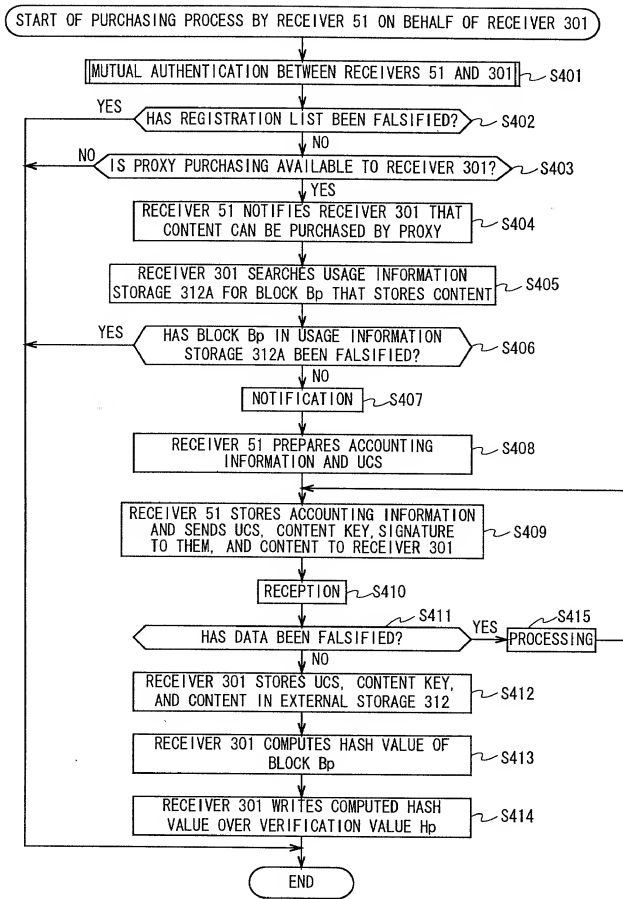 START OF PURCHASING PROCESS BY RECEIVER 51 ON BEHALF OF RECEIVER 301
MUTUAL AUTHENTICATION BETWEEN RECEIVERS 51 AND 301
S401
YES
HAS REGISTRATION LIST BEEN FALSIFIED?
S402
NO
NO
IS PROXY PURCHASING AVAILABLE TO RECEIVER 301?
S403
YES
RECEIVER 51 NOTIFIES RECEIVER 301 THAT
CONTENT CAN BE PURCHASED BY PROXY
S404
RECEIVER 301 SEARCHES USAGE INFORMATION
STORAGE 312A FOR BLOCK Bp THAT STORES CONTENT
S405
YES
HAS BLOCK Bp IN USAGE INFORMATION
STORAGE 312A BEEN FALSIFIED?
S406
NO
NOTIFICATION
S407
RECEIVER 51 PREPARES ACCOUNTING
INFORMATION AND UCS
S408
RECEIVER 51 STORES ACCOUNTING INFORMATION
AND SENDS UCS, CONTENT KEY, SIGNATURE
TO THEM, AND CONTENT TO RECEIVER 301
S409
RECEPTION
S410
S411
HAS DATA BEEN FALSIFIED?
YES
S415
PROCESSING
NO
RECEIVER 301 STORES UCS, CONTENT KEY,
AND CONTENT IN EXTERNAL STORAGE 312
S412
RECEIVER 301 COMPUTES HASH VALUE OF
BLOCK Bp
S413
RECEIVER 301 WRITES COMPUTED HASH
VALUE OVER VERIFICATION VALUE Hp
S414
END